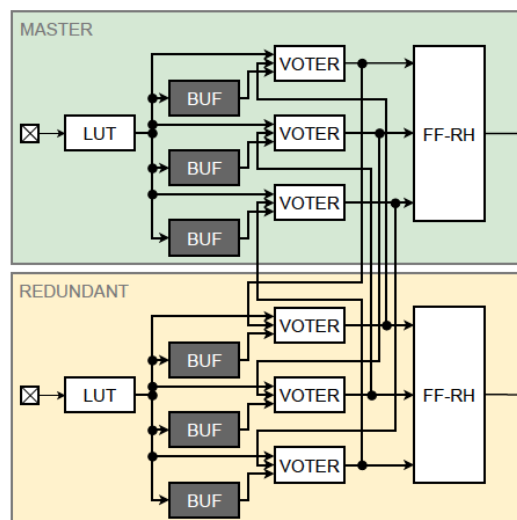 MASTER
VOTER
BUF
FF-RH
LUT
VOTER
BUF
VOTER
BUF
REDUNDANT
VOTER
BUF
FF-RH
LUT
VOTER
BUF
VOTER
BUF